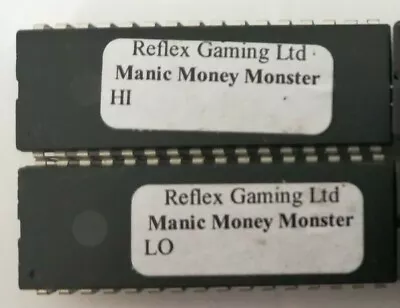 Reflex Gaming Ltd
Manic Money Monster
HI
Reflex Gaming Ltd
Manic Money Monster
LO